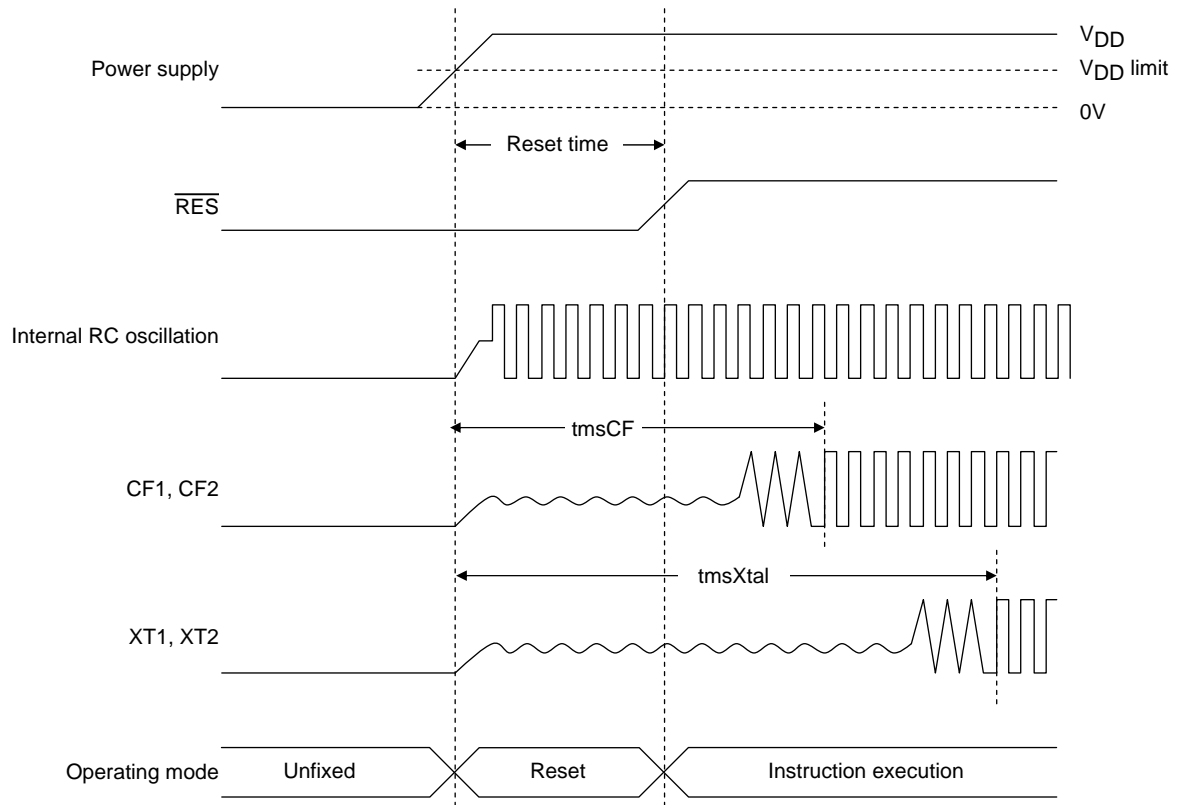 VDD
Power supply
VDD limit
0V
Reset time
RES
Internal RC oscillation
tmsCF
CF1, CF2
tmsXtal
XT1, XT2
Operating mode
Unfixed
Reset
Instruction execution